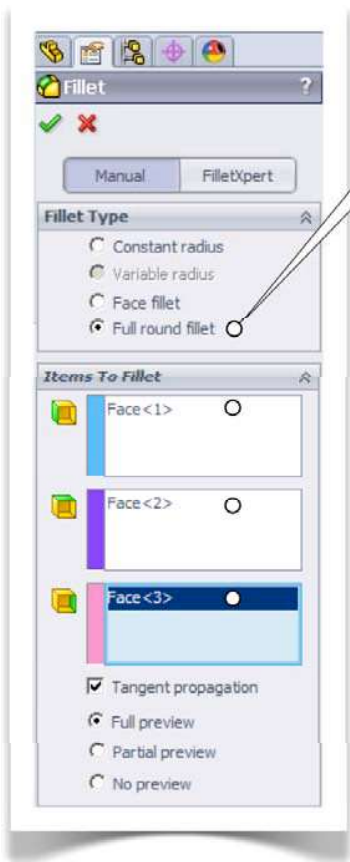 Fillet
?
Manual FilletXpert
Fillet Type
Constant radius
Variable radius
Face fillet
Full round fillet
Items To Fillet
Face<1>
Face<2>
Face<3>
Tangent propagation
Full preview
Partial preview
No preview